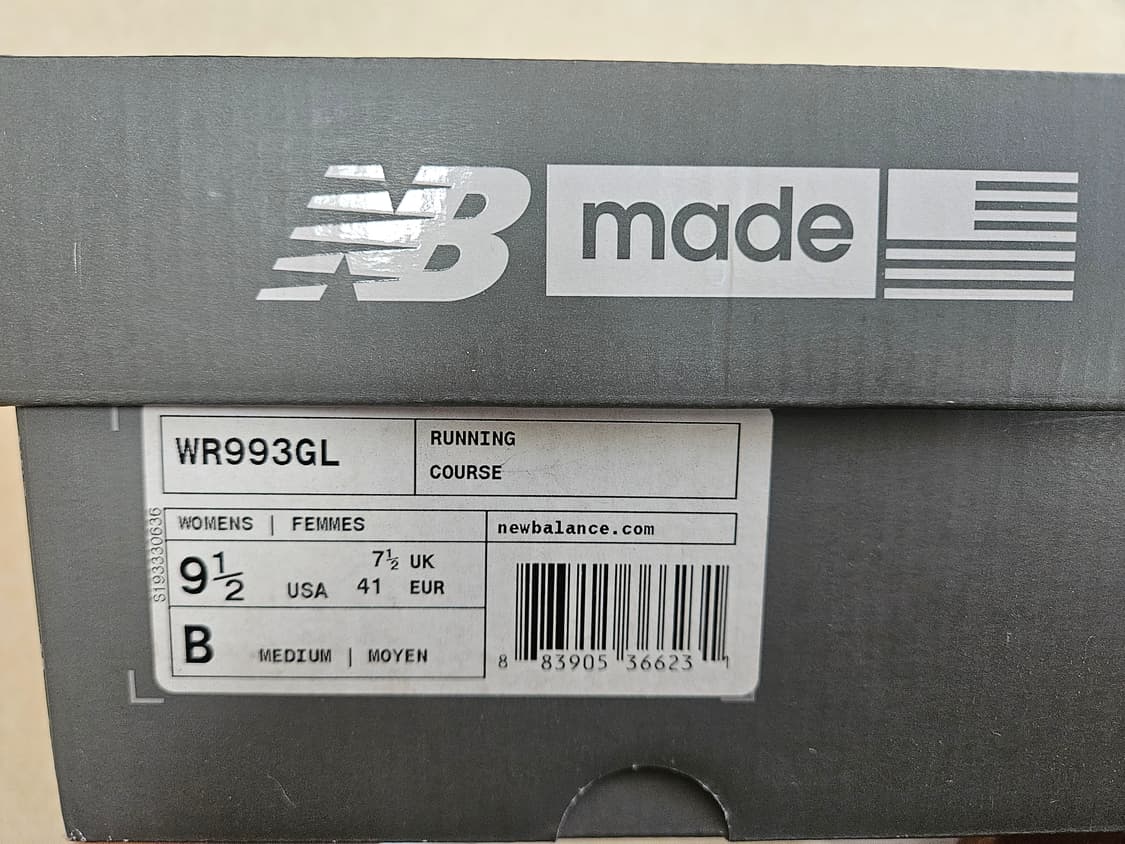 NB made
WR993GL
RUNNING
COURSE
WOMENS | FEMMES
newbalance.com
9½ USA
7½ UK
41 EUR
B MEDIUM | MOYEN
S193330636
8 83905 36623 1